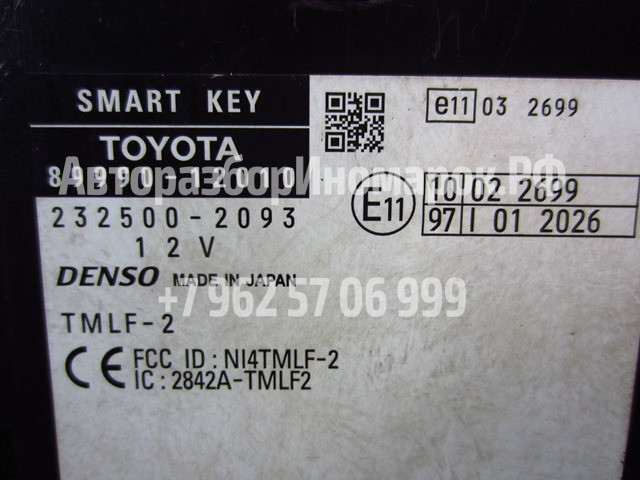 SMART KEY
TOYOTA
89990-12010
232500-2093
12V
DENSO MADE IN JAPAN
TMLF-2
CE FCC ID : NI4TMLF-2
IC : 2842A-TMLF2
e11 03 2699
E11
10 02 2699
97 I 01 2026
АвторазборИномарок.РФ
+7 962 57 06 999